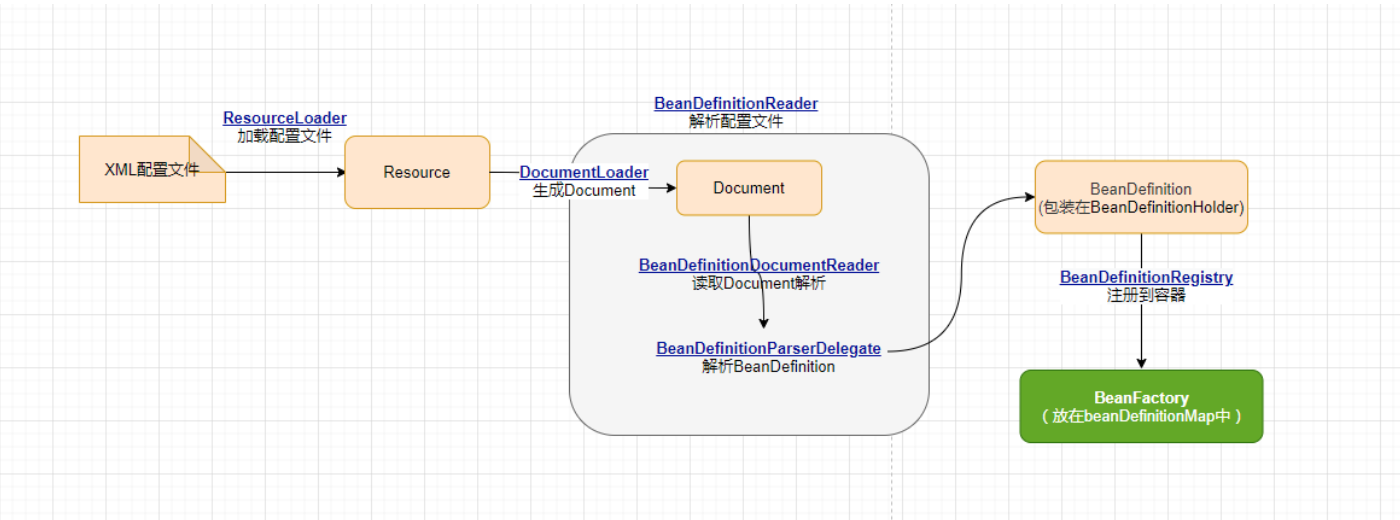 BeanDefinitionReader
解析配置文件
ResourceLoader
加载配置文件
XML配置文件
Resource
DocumentLoader
生成Document
Document
BeanDefinitionDocumentReader
读取Document解析
BeanDefinitionParserDelegate
解析BeanDefinition
BeanDefinition
(包装在BeanDefinitionHolder)
BeanDefinitionRegistry
注册到容器
BeanFactory
（放在beanDefinitionMap中）